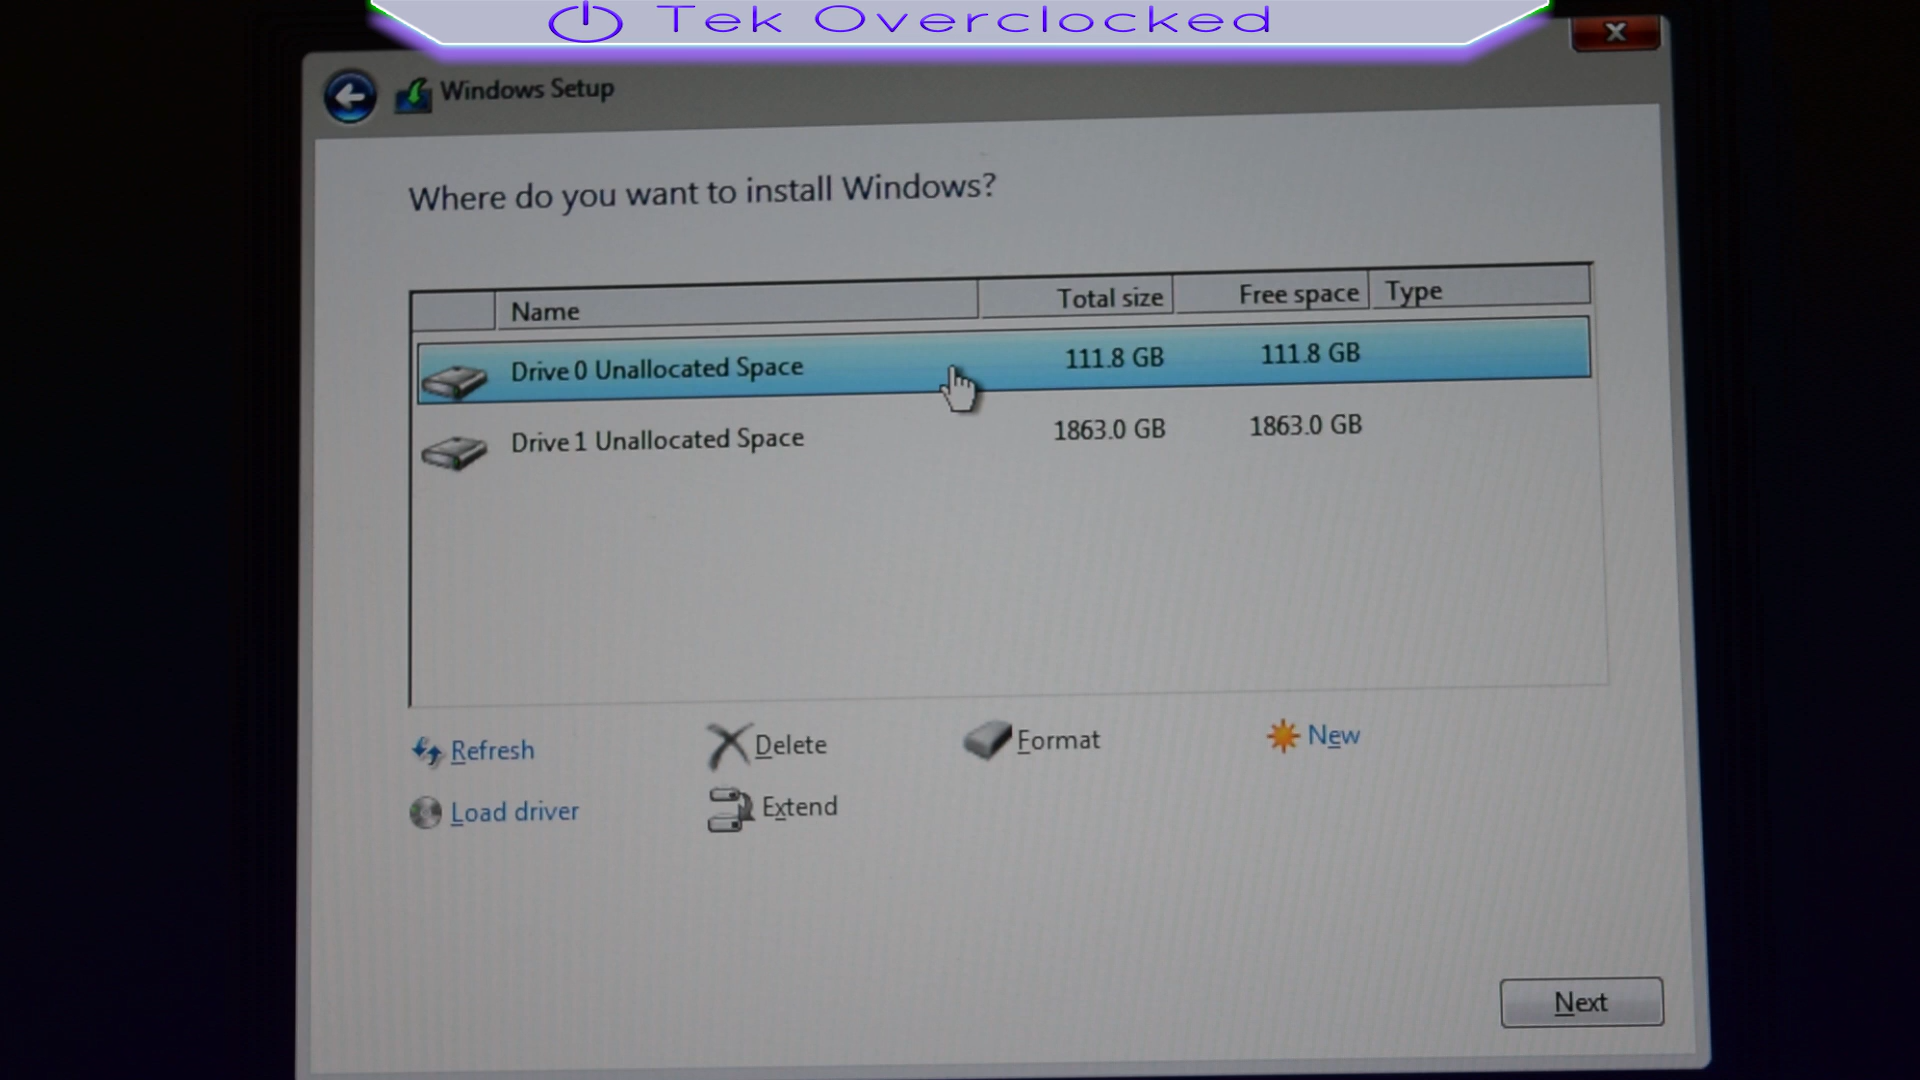 Tek Overclocked
Windows Setup
Where do you want to install Windows?
Name Total size Free space Type
Drive 0 Unallocated Space 111.8 GB 111.8 GB
Drive 1 Unallocated Space 1863.0 GB 1863.0 GB
Refresh Delete Format New
Load driver Extend
Next